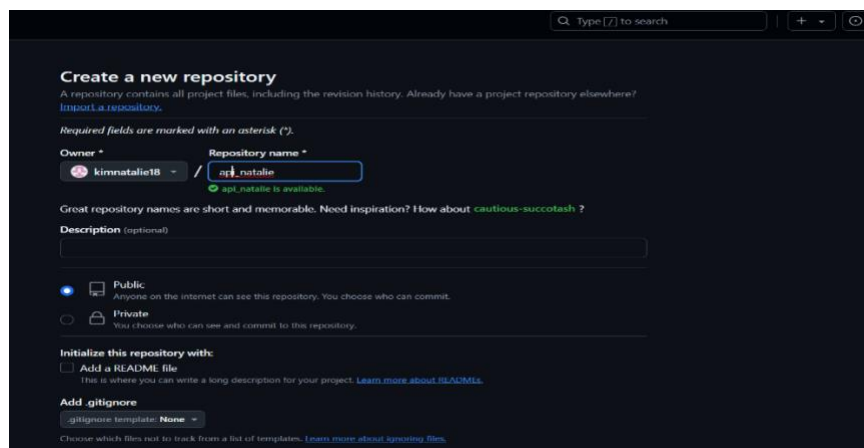 Type [/] to search
Create a new repository
A repository contains all project files, including the revision history. Already have a project repository elsewhere?
Import a repository.
Required fields are marked with an asterisk (*).
Owner * Repository name *
kimnatalie18 / api_natalie
api_natalie is available.
Great repository names are short and memorable. Need inspiration? How about cautious-succotash ?
Description (optional)
Public
Anyone on the internet can see this repository. You choose who can commit.
Private
You choose who can see and commit to this repository.
Initialize this repository with:
Add a README file
This is where you can write a long description for your project. Learn more about READMEs.
Add .gitignore
.gitignore template: None
Choose which files not to track from a list of templates. Learn more about ignoring files.